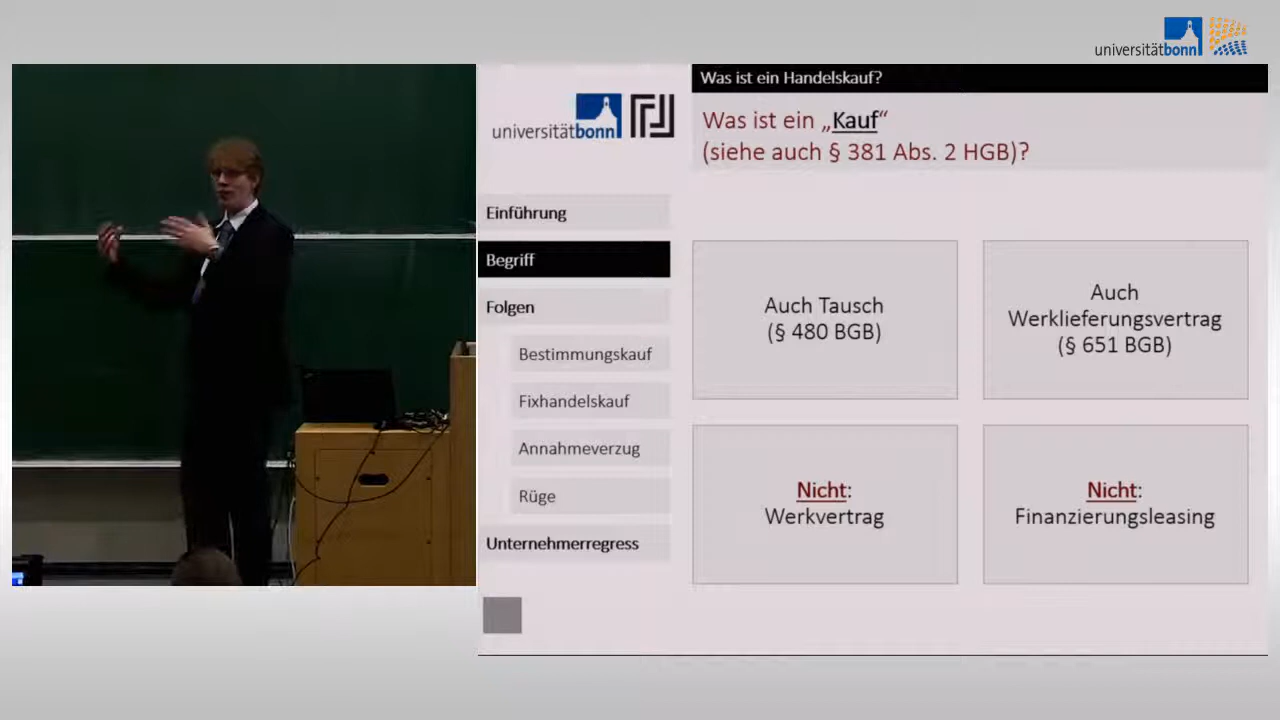 universitätbonn
Was ist ein Handelskauf?
universitätbonn
Was ist ein „Kauf“
(siehe auch § 381 Abs. 2 HGB)?
Einführung
Begriff
Folgen
Bestimmungskauf
Fixhandelskauf
Annahmeverzug
Rüge
Unternehmerregress
Auch Tausch
(§ 480 BGB)
Auch
Werklieferungsvertrag
(§ 651 BGB)
Nicht:
Werkvertrag
Nicht:
Finanzierungsleasing